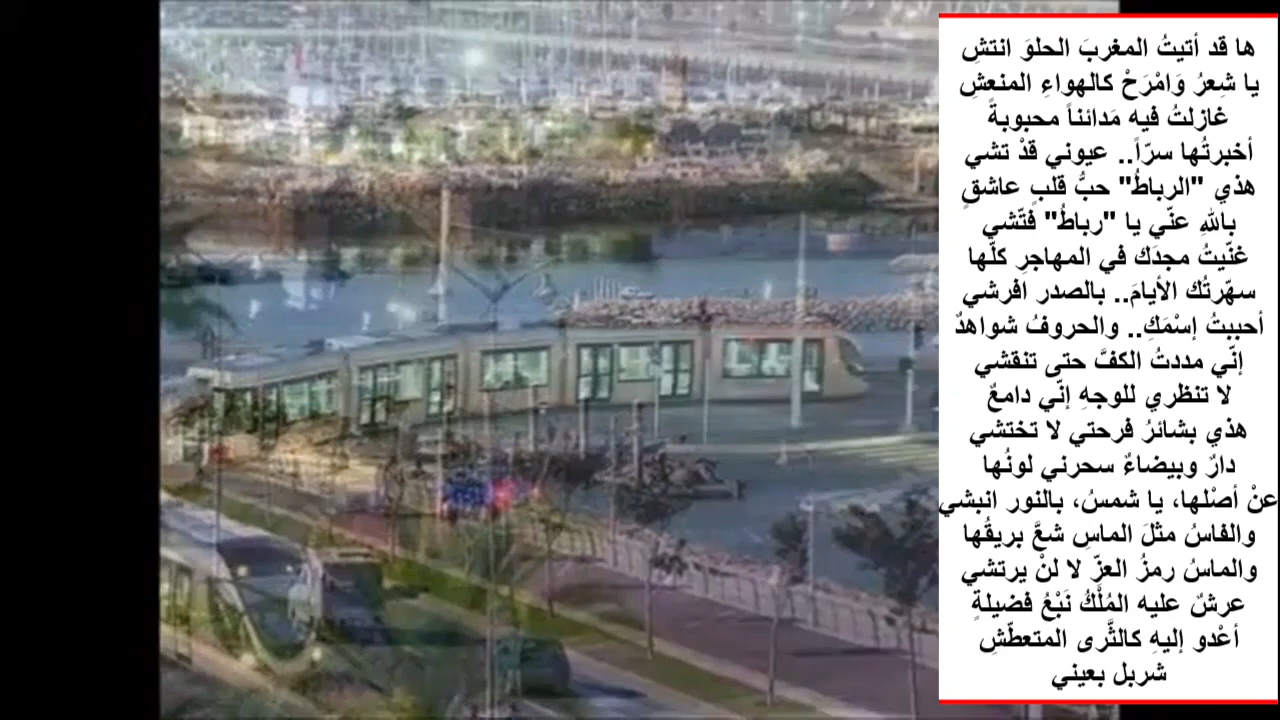 ها قد أتيتُ المغربَ الحلوَ انتشِ
يا شِعرُ وَامْرَحْ كالهواءِ المنعشِ
غازلتُ فيه مَدائناً محبوبةً
أخبرتُها سرّاً.. عيوني قدْ تشي
هذي "الرباطُ" حبُّ قلبٍ عاشقٍ
باللهِ عنّي يا "رباطُ" فتّشي
غنّيتُ مجدَك في المهاجرِ كلّها
سهّرتُك الأيامَ.. بالصدر افرشي
أحببتُ إسْمَكِ.. والحروفُ شواهدٌ
إنّي مددتُ الكفَّ حتى تنقشي
لا تنظري للوجهِ إنّي دامعٌ
هذي بشائرُ فرحتي لا تختشي
دارٌ وبيضاءٌ سحرني لونُها
عنْ أصْلها، يا شمسُ، بالنور انبشي
والفاسُ مثلَ الماسِ شعَّ بريقُها
والماسُ رمزُ العزّ لا لنْ يرتشي
عرشٌ عليه المُلْكُ نَبْعُ فضيلةٍ
أعْدو إليهِ كالثَّرى المتعطّشِ
شربل بعيني